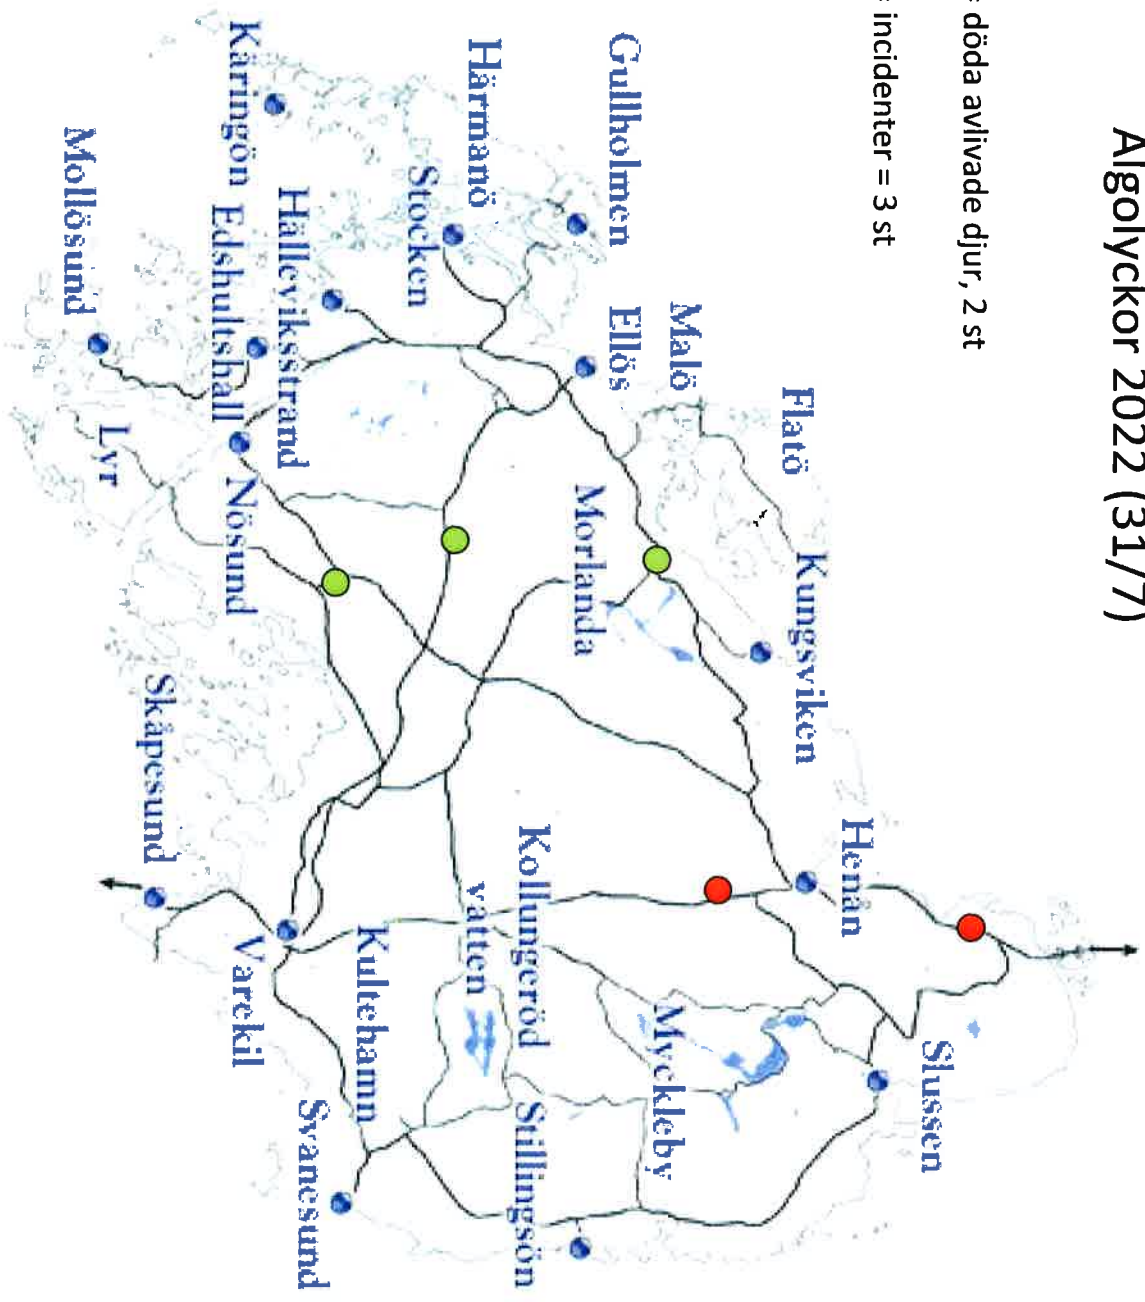 Algolyckor 2022 (31/7)
= döda avlivade djur, 2 st
= incidenter = 3 st
Slussen
Henån
Kungsviken
Flatö
Malö
Myckleby
Gullholmen
Ellös
Morlanda
Kollungeröd
vatten
Stillingsön
Härmanö
Stocken
Kultehamn
Svanesund
Hälleviksstrand
Varekil
Käringön
Edshultshall
Nösund
Skåpesund
Lyr
Mollösund